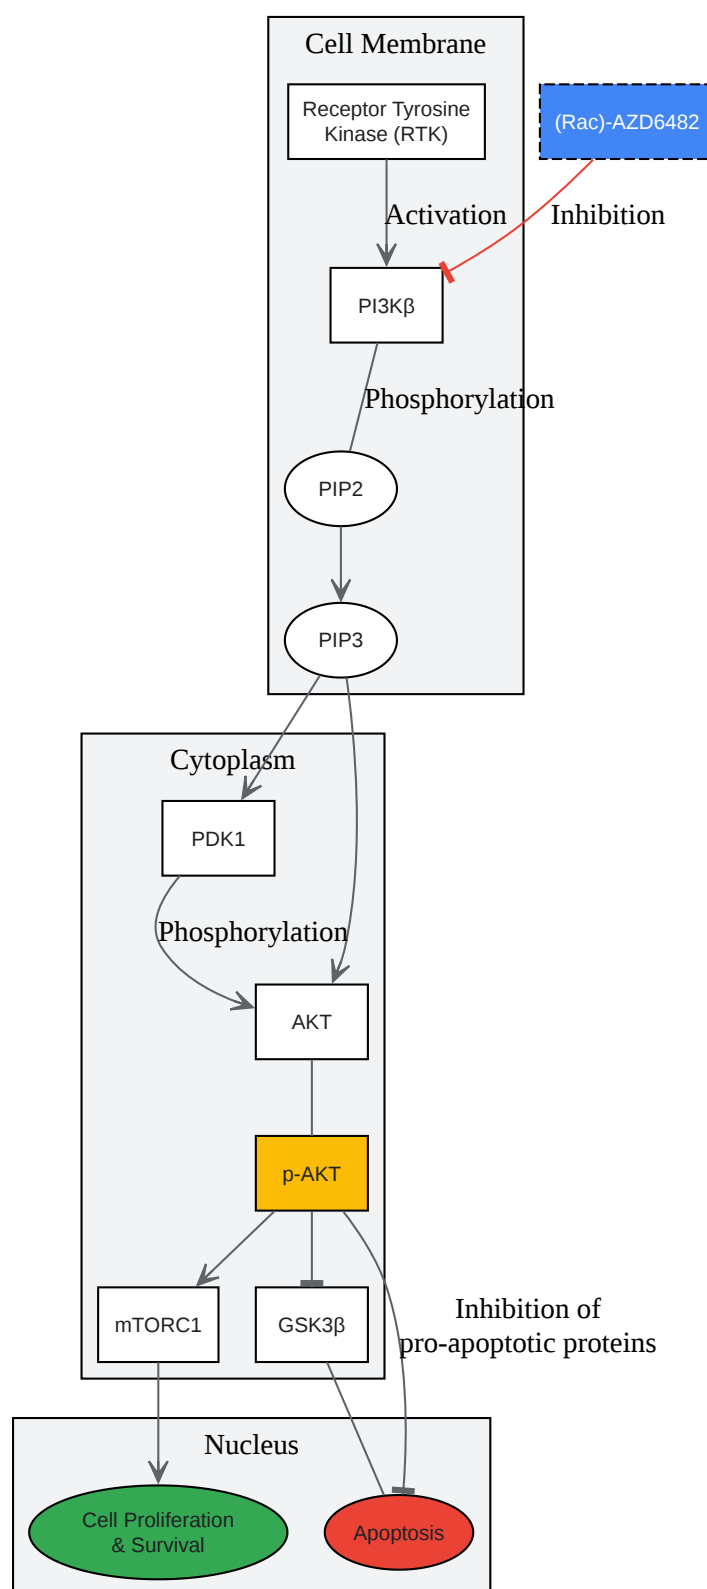 Cell Membrane
Receptor Tyrosine
Kinase (RTK)
(Rac)-AZD6482
Activation
Inhibition
PI3Kβ
Phosphorylation
PIP2
PIP3
Cytoplasm
PDK1
Phosphorylation
AKT
p-AKT
mTORC1
GSK3β
Inhibition of
pro-apoptotic proteins
Nucleus
Cell Proliferation
& Survival
Apoptosis